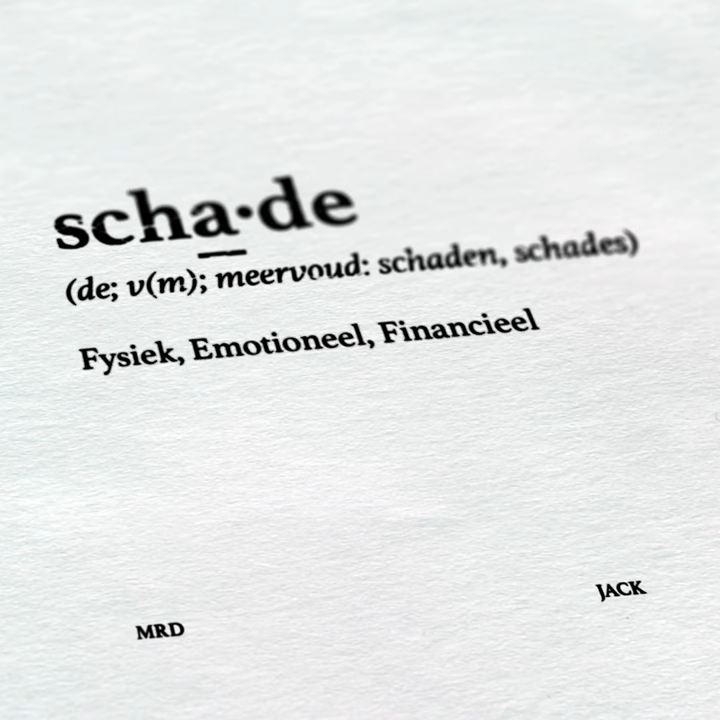 scha·de
(de; v(m); meervoud: schaden, schades)
Fysiek, Emotioneel, Financieel
JACK
MRD